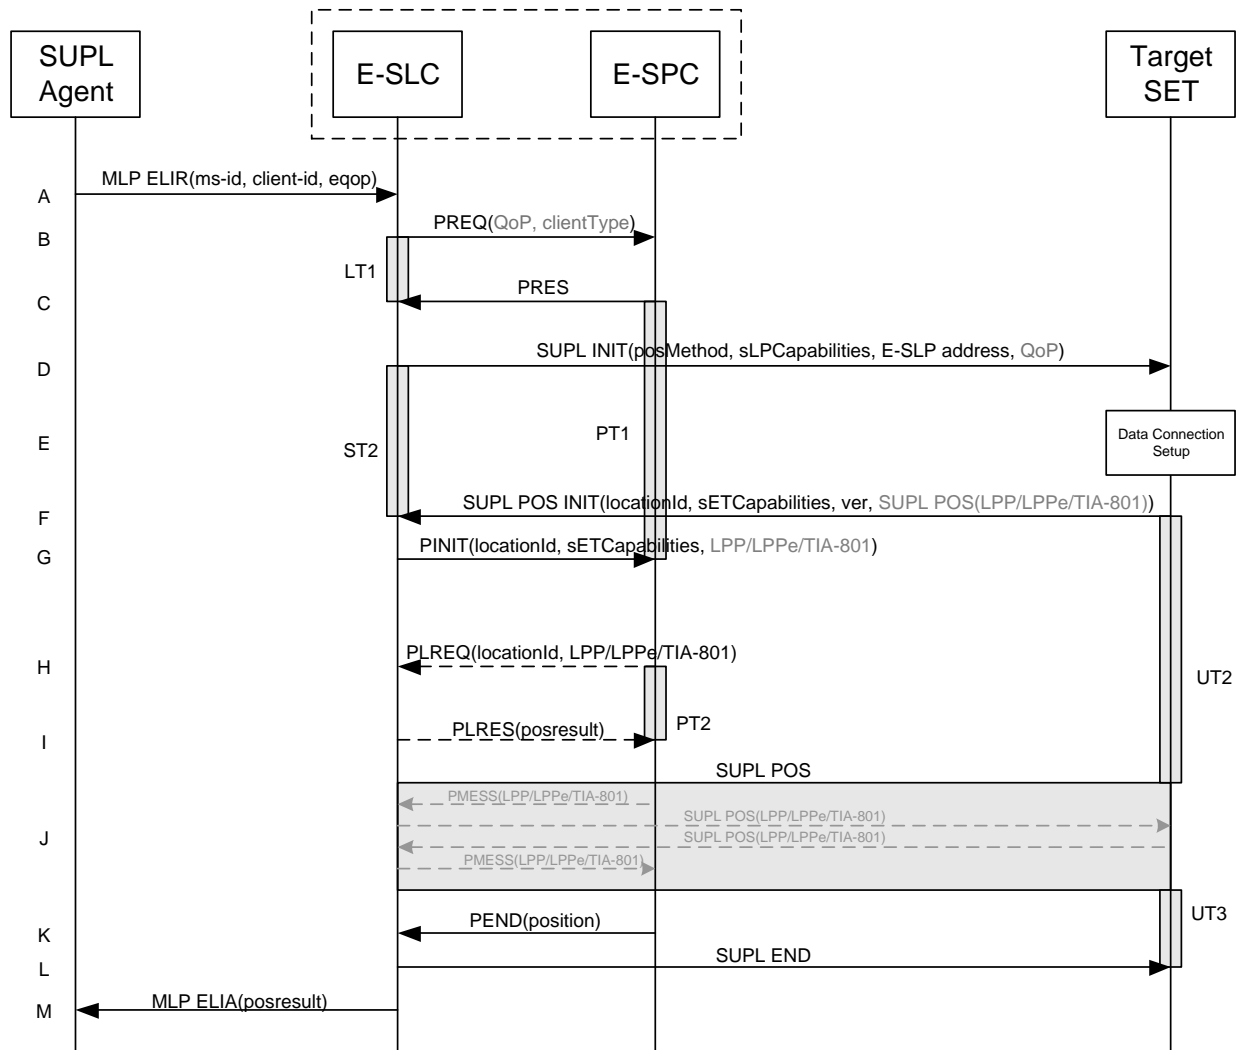 SUPL
Agent
E-SLC
E-SPC
Target
SET
A
MLP ELIR(ms-id, client-id, eqop)
B
PREQ(QoP, clientType)
LT1
C
PRES
D
SUPL INIT(posMethod, sLPCapabilities, E-SLP address, QoP)
E
ST2
PT1
Data Connection
Setup
F
SUPL POS INIT(locationId, sETCapabilities, ver, SUPL POS(LPP/LPPe/TIA-801))
G
PINIT(locationId, sETCapabilities, LPP/LPPe/TIA-801)
H
PLREQ(locationId, LPP/LPPe/TIA-801)
UT2
I
PLRES(posresult)
PT2
SUPL POS
PMESS(LPP/LPPe/TIA-801)
SUPL POS(LPP/LPPe/TIA-801)
J
SUPL POS(LPP/LPPe/TIA-801)
PMESS(LPP/LPPe/TIA-801)
UT3
K
PEND(position)
L
SUPL END
M
MLP ELIA(posresult)